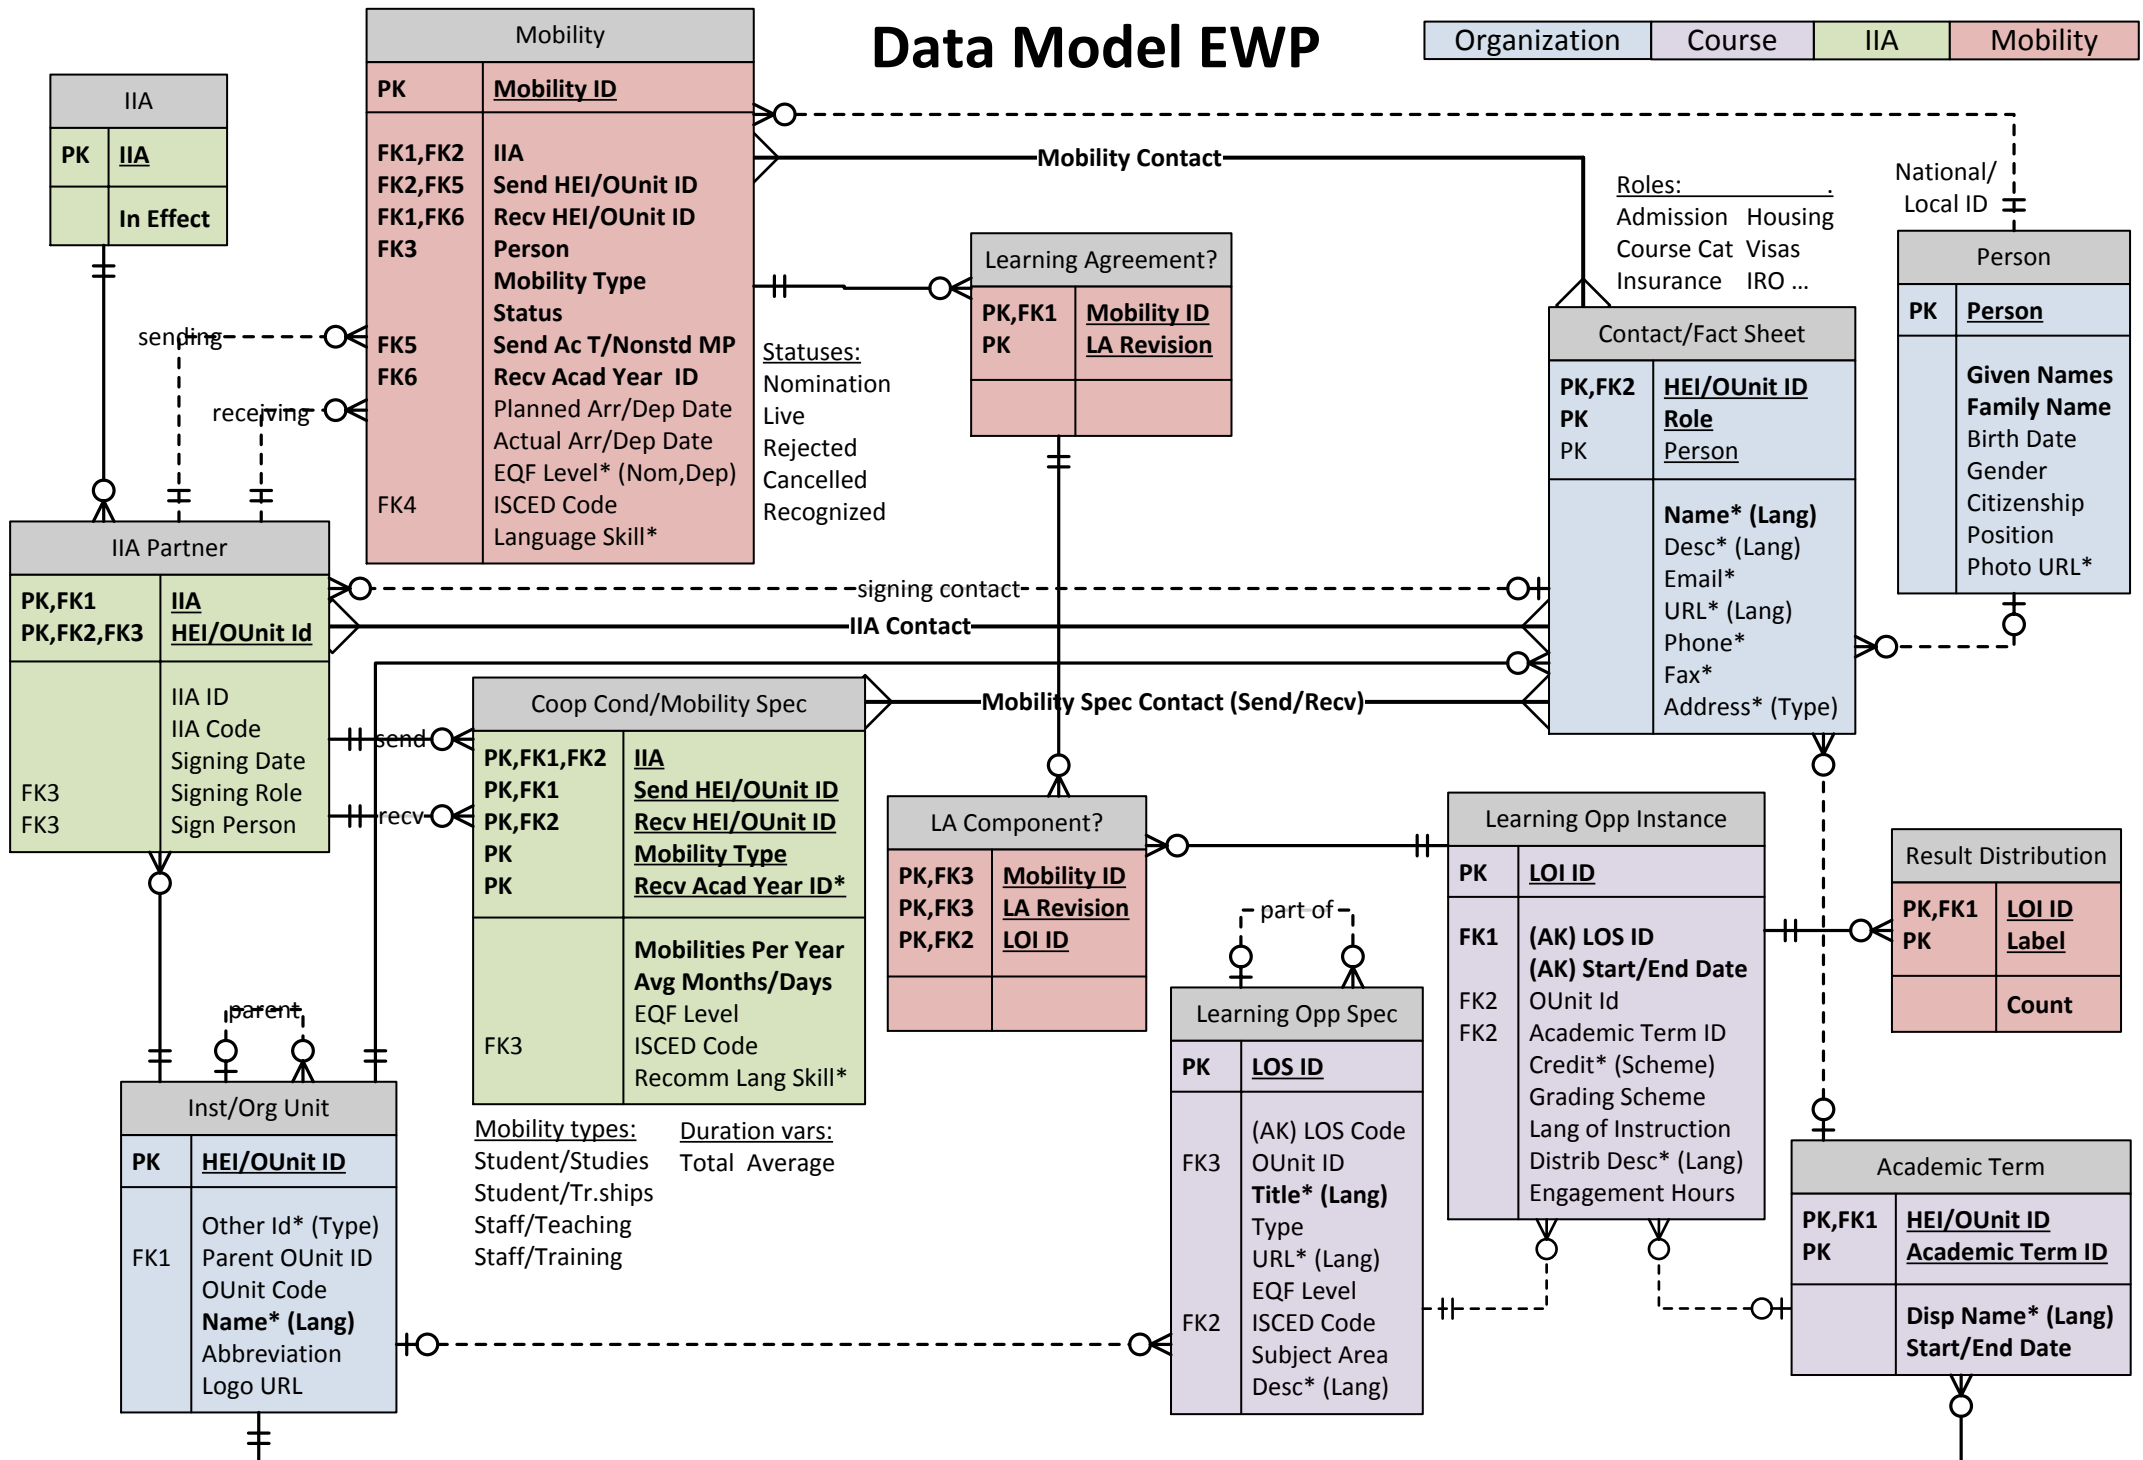 Data Model EWP
Organization Course IIA Mobility
IIA
PK IIA
In Effect
Mobility
PK Mobility ID
FK1,FK2 IIA
FK2,FK5 Send HEI/OUnit ID
FK1,FK6 Recv HEI/OUnit ID
FK3 Person
Mobility Type
Status
FK5 Send Ac T/Nonstd MP
FK6 Recv Acad Year ID
Planned Arr/Dep Date
Actual Arr/Dep Date
EQF Level* (Nom,Dep)
FK4 ISCED Code
Language Skill*
Statuses:
Nomination
Live
Rejected
Cancelled
Recognized
Mobility Contact
Learning Agreement?
PK,FK1 Mobility ID
PK LA Revision
Roles: .
Admission Housing
Course Cat Visas
Insurance IRO ...
National/
Local ID
Person
PK Person
Given Names
Family Name
Birth Date
Gender
Citizenship
Position
Photo URL*
Contact/Fact Sheet
PK,FK2 HEI/OUnit ID
PK Role
PK Person
Name* (Lang)
Desc* (Lang)
Email*
URL* (Lang)
Phone*
Fax*
Address* (Type)
sending
receiving
IIA Partner
PK,FK1 IIA
PK,FK2,FK3 HEI/OUnit Id
IIA ID
IIA Code
Signing Date
FK3 Signing Role
FK3 Sign Person
signing contact
IIA Contact
Mobility Spec Contact (Send/Recv)
send
recv
Coop Cond/Mobility Spec
PK,FK1,FK2 IIA
PK,FK1 Send HEI/OUnit ID
PK,FK2 Recv HEI/OUnit ID
PK Mobility Type
PK Recv Acad Year ID*
Mobilities Per Year
Avg Months/Days
EQF Level
FK3 ISCED Code
Recomm Lang Skill*
Mobility types:
Student/Studies
Student/Tr.ships
Staff/Teaching
Staff/Training
Duration vars:
Total Average
LA Component?
PK,FK3 Mobility ID
PK,FK3 LA Revision
PK,FK2 LOI ID
Learning Opp Instance
PK LOI ID
FK1 (AK) LOS ID
(AK) Start/End Date
FK2 OUnit Id
FK2 Academic Term ID
Credit* (Scheme)
Grading Scheme
Lang of Instruction
Distrib Desc* (Lang)
Engagement Hours
Result Distribution
PK,FK1 LOI ID
PK Label
Count
part of
Learning Opp Spec
PK LOS ID
(AK) LOS Code
FK3 OUnit ID
Title* (Lang)
Type
URL* (Lang)
EQF Level
FK2 ISCED Code
Subject Area
Desc* (Lang)
parent
Inst/Org Unit
PK HEI/OUnit ID
Other Id* (Type)
FK1 Parent OUnit ID
OUnit Code
Name* (Lang)
Abbreviation
Logo URL
Academic Term
PK,FK1 HEI/OUnit ID
PK Academic Term ID
Disp Name* (Lang)
Start/End Date